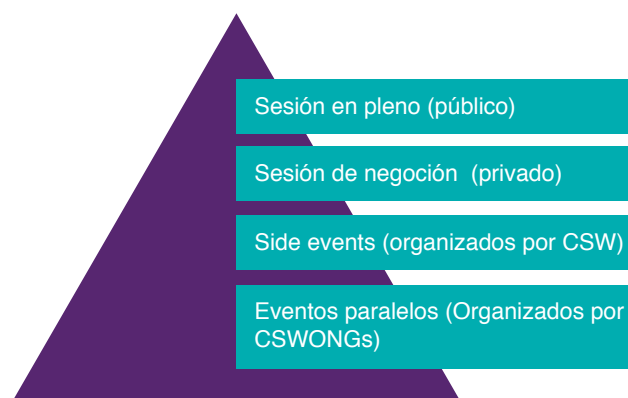 Sesión en pleno (público)
Sesión de negoción  (privado)
Side events (organizados por CSW)
Eventos paralelos (Organizados por
CSWONGs)